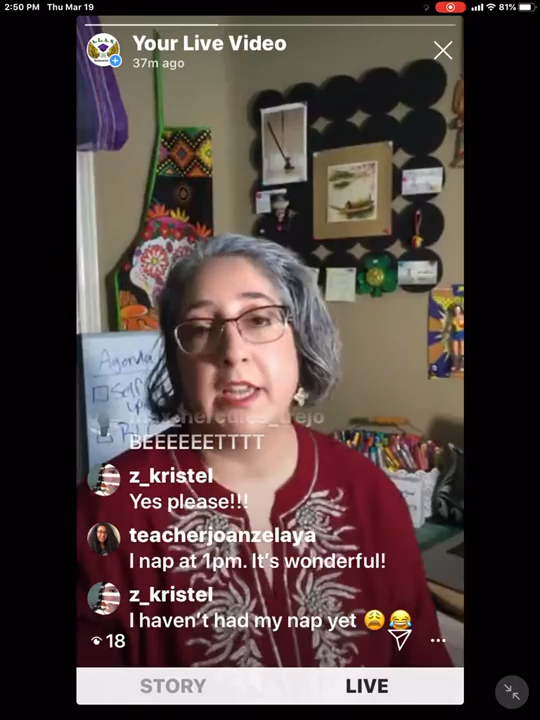 2:50 PM Thu Mar 19
81%
Your Live Video
37m ago
Agenda
BEEEEEETTTT
z_kristel
Yes please!!!
teacherjoanzelaya
I nap at 1pm. It's wonderful!
z_kristel
I haven't had my nap yet 😩😂
18
STORY
LIVE